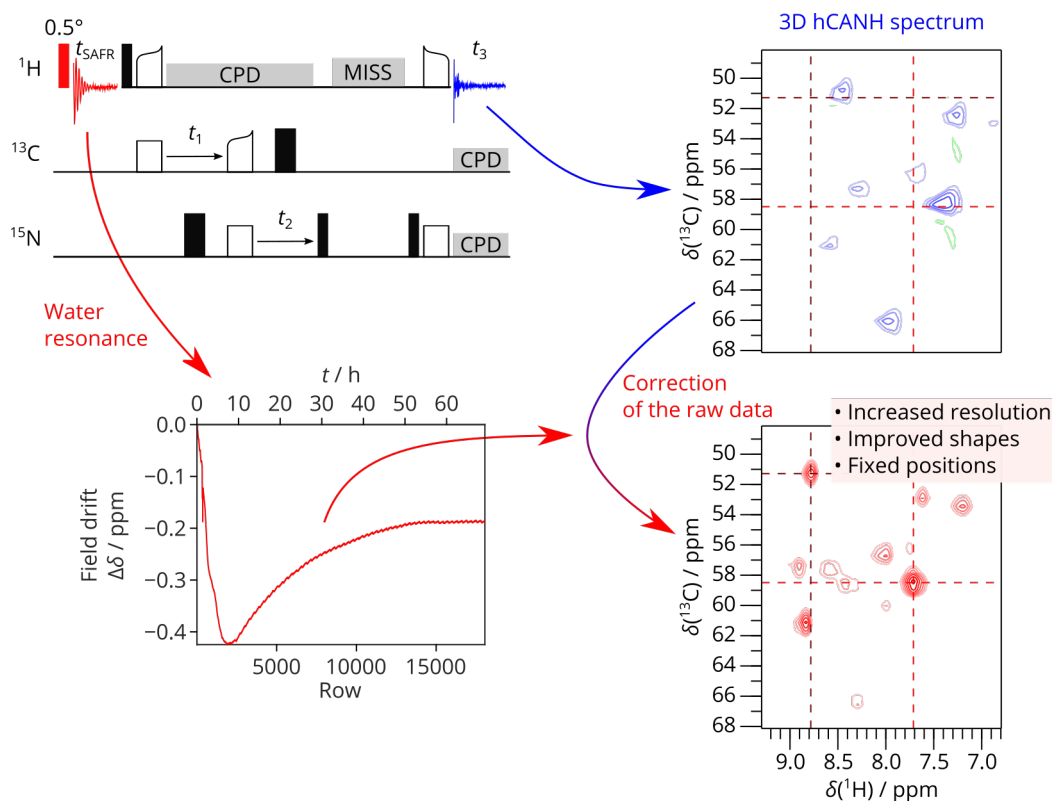 0.5°
tSAFR
1H
CPD
MISS
t3
13C
t1
CPD
15N
t2
CPD
Water
resonance
3D hCANH spectrum
50
52
54
56
58
60
62
64
66
68
δ(13C) / ppm
t / h
0 10 20 30 40 50 60
0.0
−0.1
−0.2
−0.3
−0.4
Field drift
Δδ / ppm
5000 10000 15000
Row
Correction
of the raw data
• Increased resolution
• Improved shapes
• Fixed positions
50
52
54
56
58
60
62
64
66
68
δ(13C) / ppm
9.0 8.5 8.0 7.5 7.0
δ(1H) / ppm